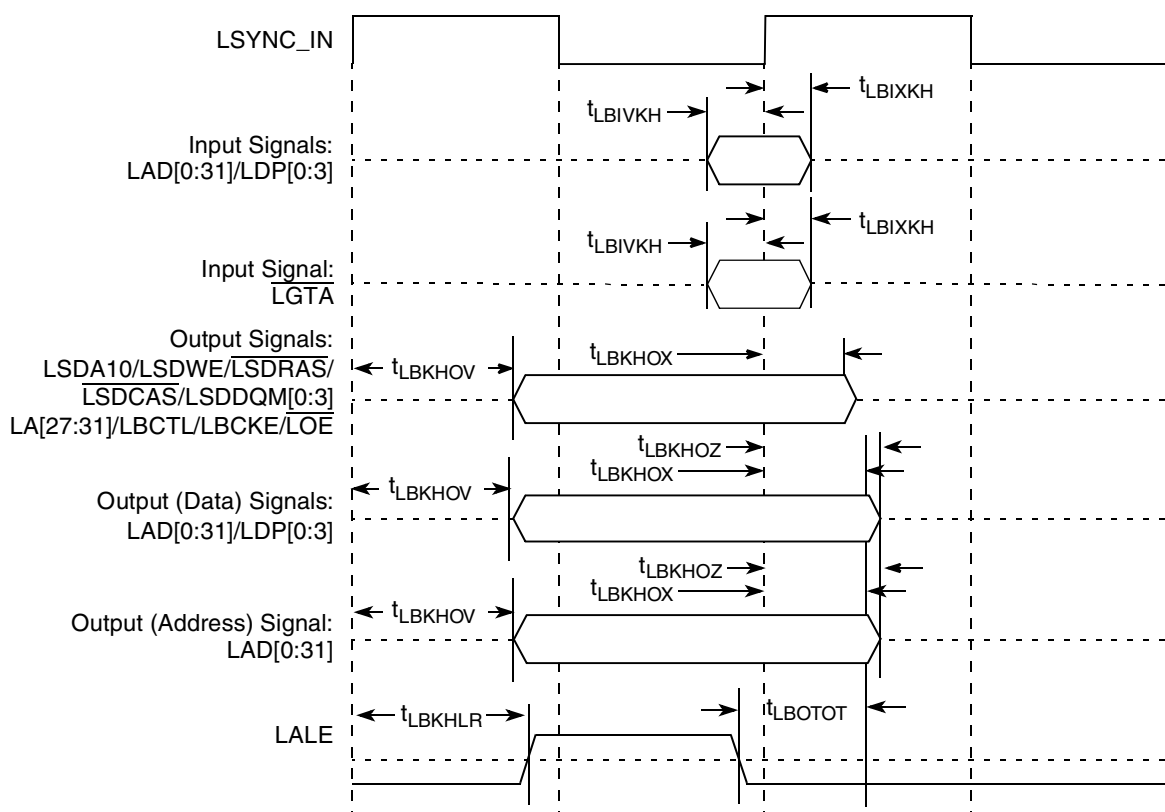 LSYNC_IN
tLBIXKH
tLBIVKH
Input Signals:
LAD[0:31]/LDP[0:3]
tLBIXKH
tLBIVKH
Input Signal:
LGTA
Output Signals:
LSDA10/LSDWE/LSDRAS/
LSDCAS/LSDDQM[0:3]
LA[27:31]/LBCTL/LBCKE/LOE
tLBKHOV
tLBKHOX
tLBKHOZ
tLBKHOX
tLBKHOV
Output (Data) Signals:
LAD[0:31]/LDP[0:3]
tLBKHOZ
tLBKHOX
tLBKHOV
Output (Address) Signal:
LAD[0:31]
tLBKHLR
tLBOTOT
LALE